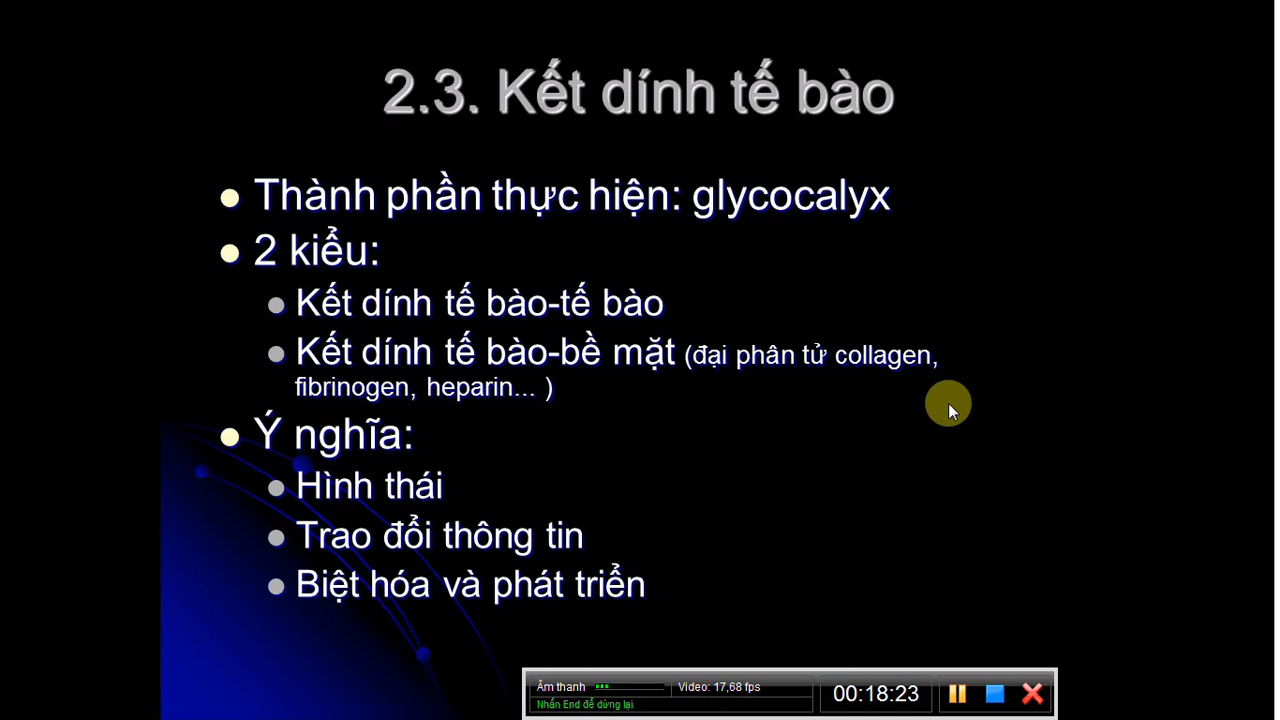 2.3. Kết dính tế bào
Thành phần thực hiện: glycocalyx
2 kiểu:
Kết dính tế bào-tế bào
Kết dính tế bào-bề mặt (đại phân tử collagen,
fibrinogen, heparin... )
Ý nghĩa:
Hình thái
Trao đổi thông tin
Biệt hóa và phát triển
Âm thanh
Video: 17,68 fps
00:18:23
Nhấn End để dừng lại